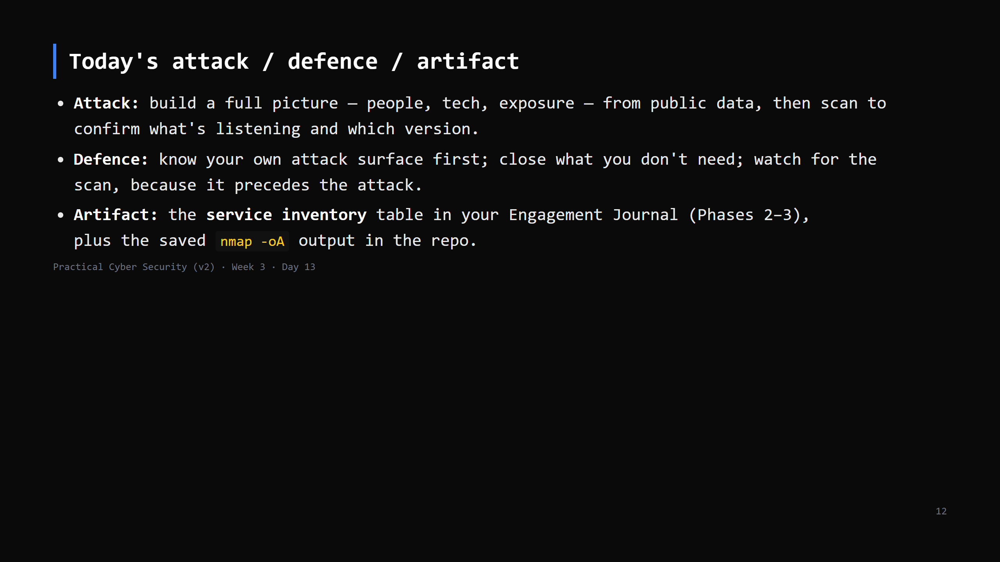 Today's attack / defence / artifact
• Attack: build a full picture — people, tech, exposure — from public data, then scan to
confirm what's listening and which version.
• Defence: know your own attack surface first; close what you don't need; watch for the
scan, because it precedes the attack.
• Artifact: the service inventory table in your Engagement Journal (Phases 2–3),
plus the saved nmap -oA output in the repo.
Practical Cyber Security (v2) · Week 3 · Day 13
12